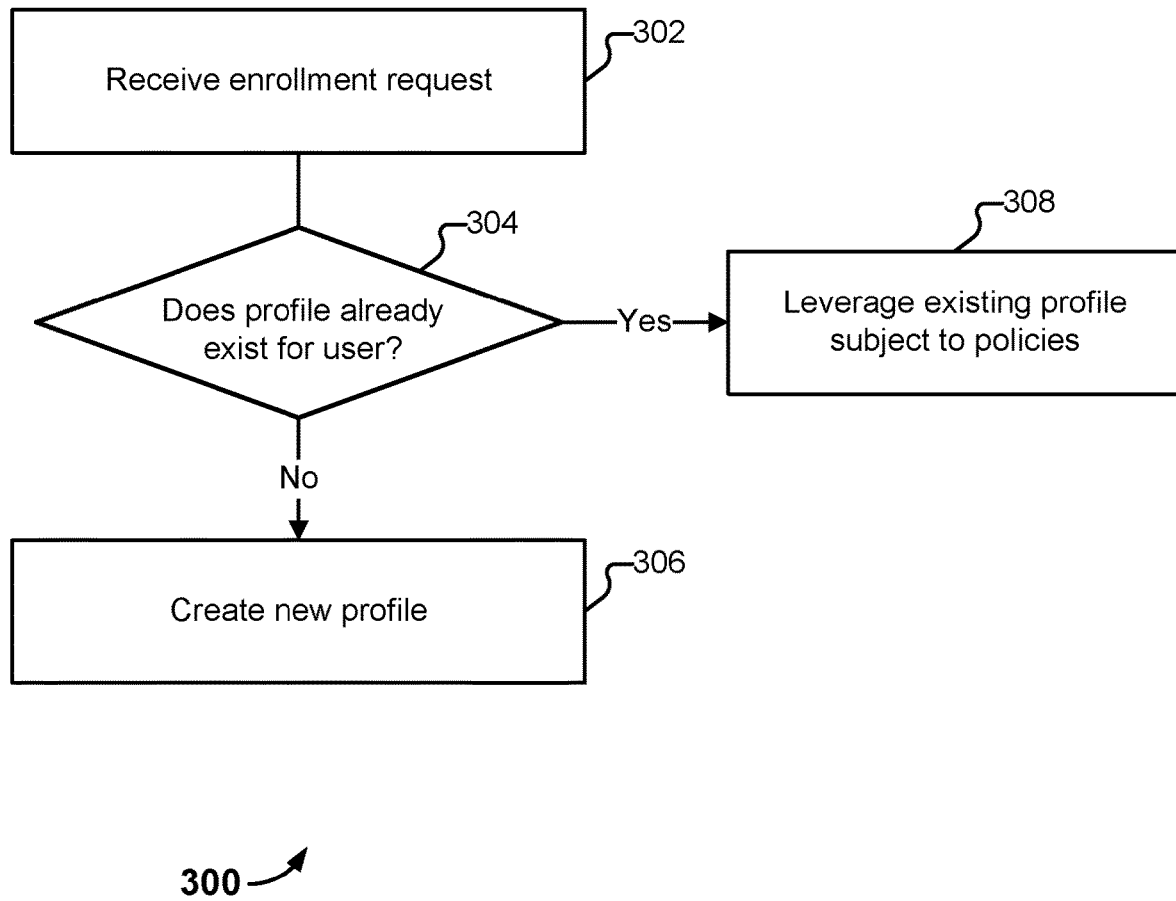 302
Receive enrollment request
304
Does profile already
exist for user?
Yes
308
Leverage existing profile
subject to policies
No
306
Create new profile
300